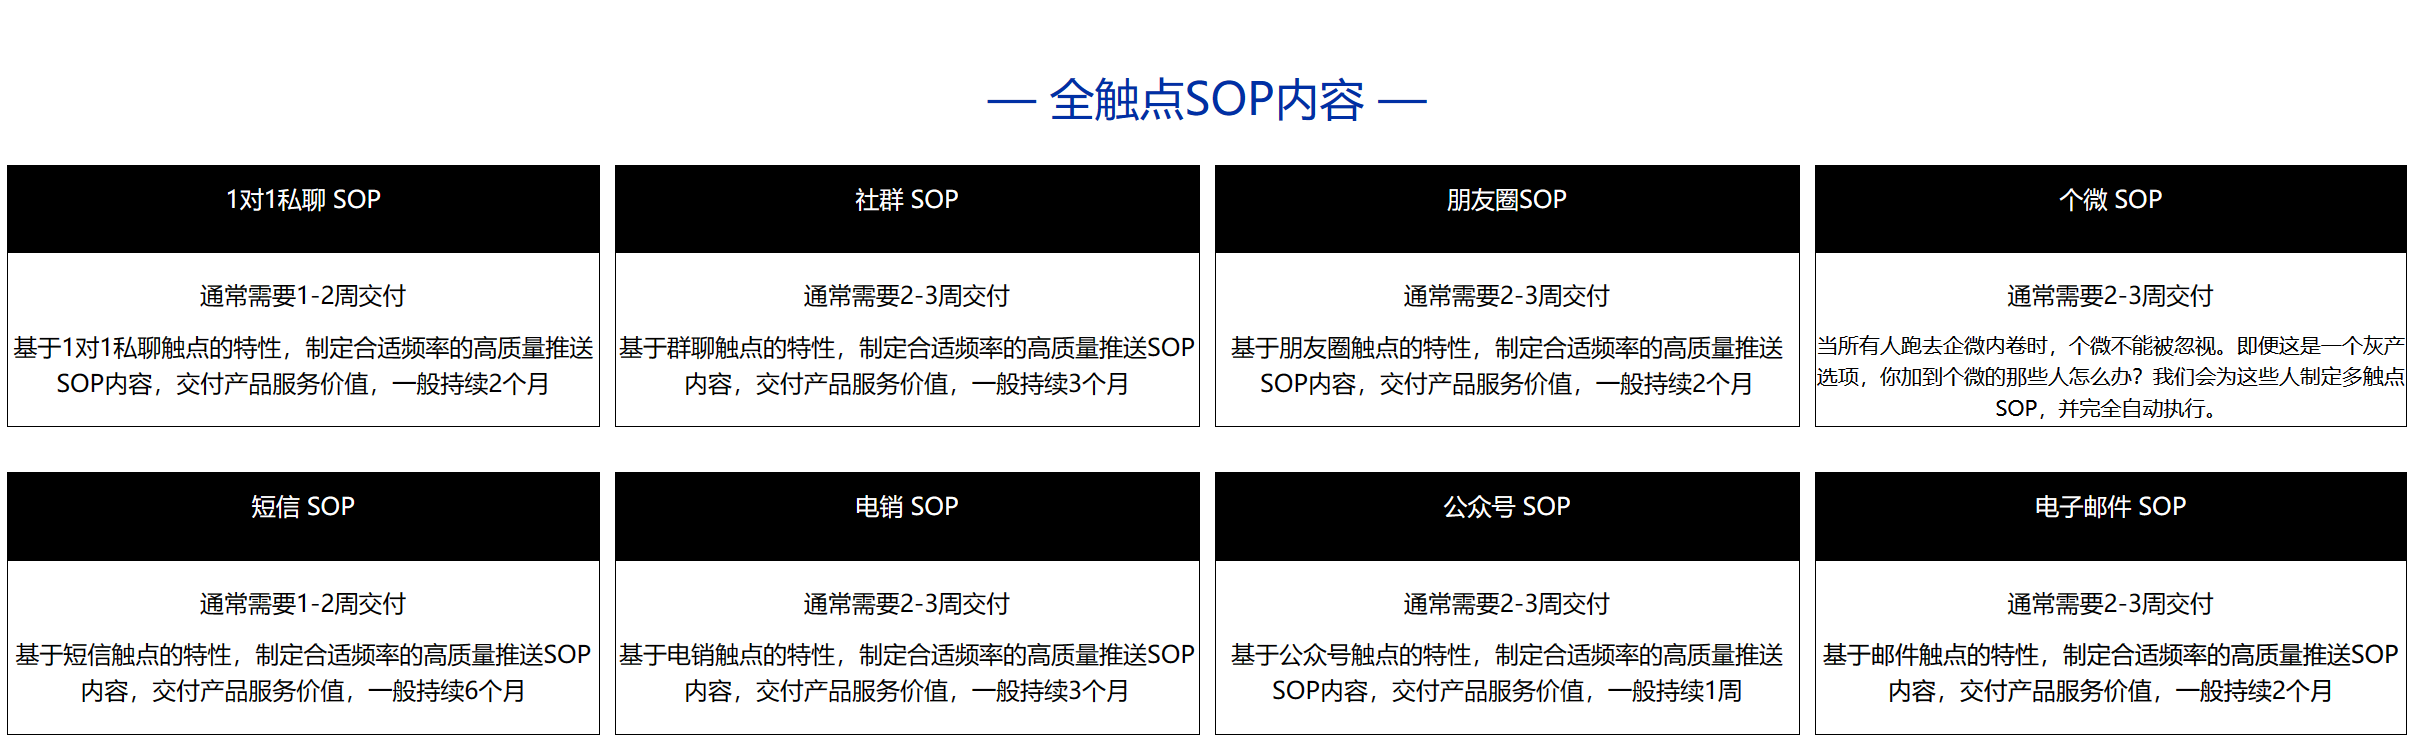 — 全触点SOP内容 —
1对1私聊 SOP
通常需要1-2周交付
基于1对1私聊触点的特性，制定合适频率的高质量推送
SOP内容，交付产品服务价值，一般持续2个月
社群 SOP
通常需要2-3周交付
基于群聊触点的特性，制定合适频率的高质量推送SOP
内容，交付产品服务价值，一般持续3个月
朋友圈SOP
通常需要2-3周交付
基于朋友圈触点的特性，制定合适频率的高质量推送
SOP内容，交付产品服务价值，一般持续2个月
个微 SOP
通常需要2-3周交付
当所有人跑去企微内卷时，个微不能被忽视。即便这是一个灰产
选项，你加到个微的那些人怎么办？我们会为这些人制定多触点
SOP，并完全自动执行。
短信 SOP
通常需要1-2周交付
基于短信触点的特性，制定合适频率的高质量推送SOP
内容，交付产品服务价值，一般持续6个月
电销 SOP
通常需要2-3周交付
基于电销触点的特性，制定合适频率的高质量推送SOP
内容，交付产品服务价值，一般持续3个月
公众号 SOP
通常需要2-3周交付
基于公众号触点的特性，制定合适频率的高质量推送
SOP内容，交付产品服务价值，一般持续1周
电子邮件 SOP
通常需要2-3周交付
基于邮件触点的特性，制定合适频率的高质量推送SOP
内容，交付产品服务价值，一般持续2个月